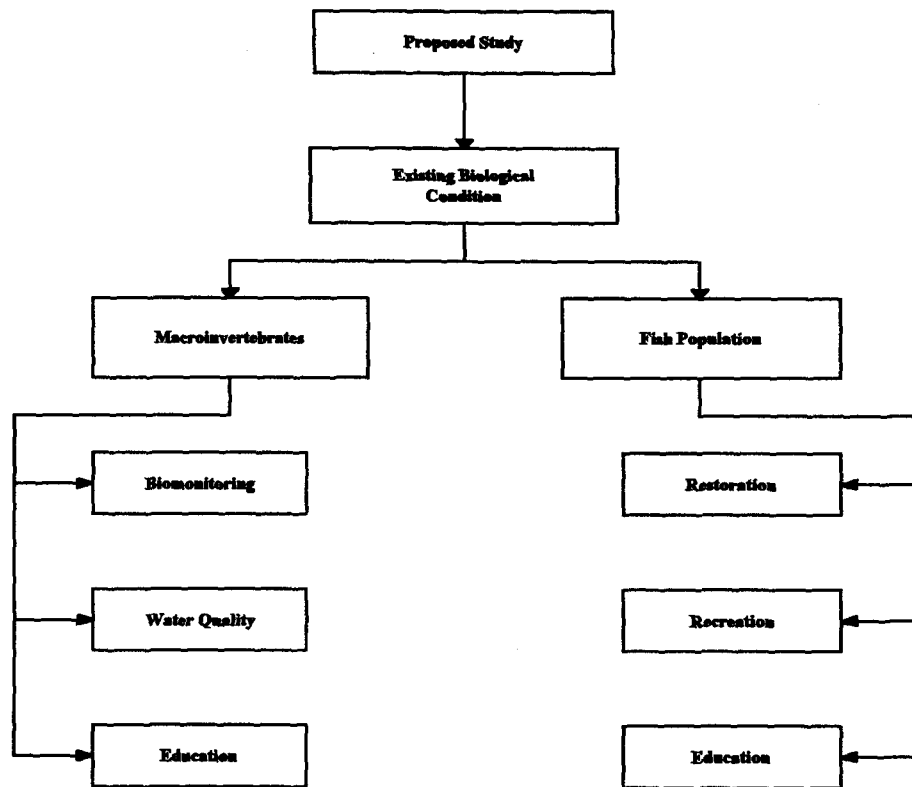 Proposed Study
Existing Biological
Condition
Macroinvertebrates
Fish Population
Biomonitoring
Restoration
Water Quality
Recreation
Education
Education